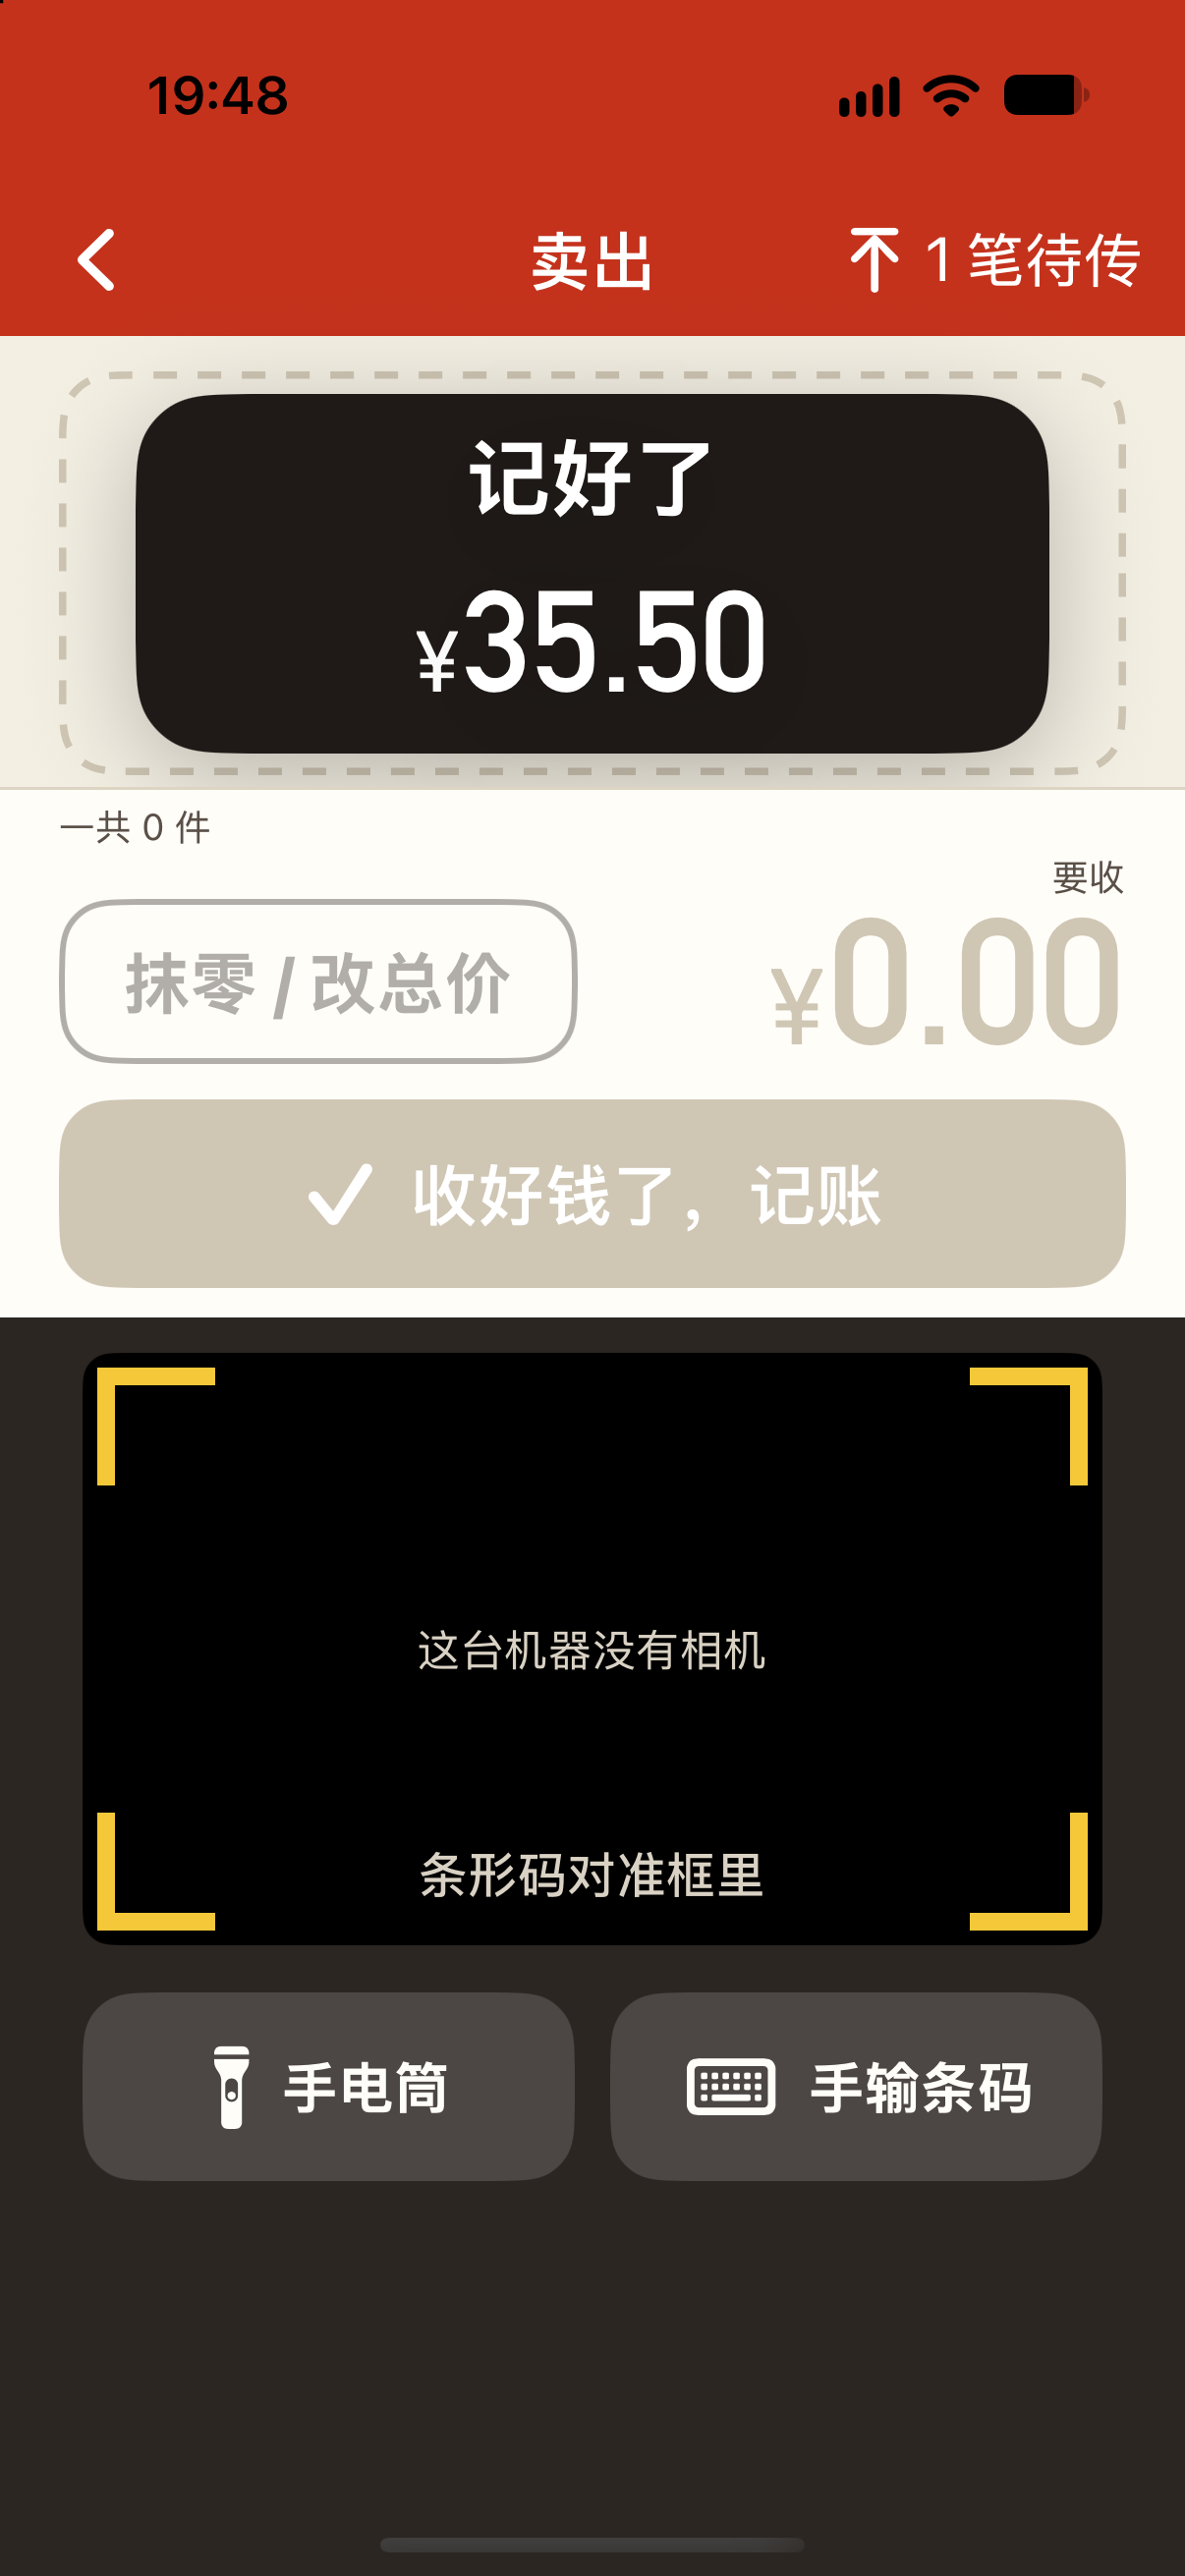 19:48
卖出
1 笔待传
记好了
¥35.50
一共 0 件
要收
抹零 / 改总价
¥0.00
收好钱了，记账
这台机器没有相机
条形码对准框里
手电筒
手输条码